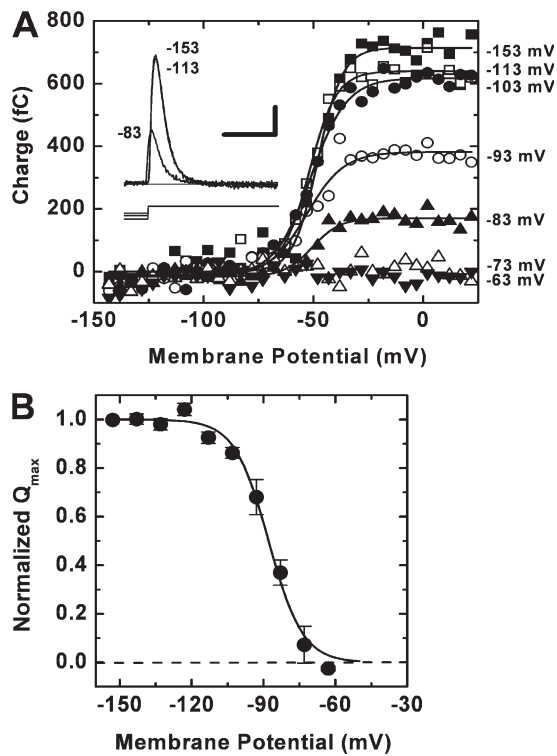 A
800
600
400
200
0
Charge (fC)
-153
-113
-83
-153 mV
-113 mV
-103 mV
-93 mV
-83 mV
-73 mV
-63 mV
-150
-100
-50
0
Membrane Potential (mV)
B
1.0
0.8
0.6
0.4
0.2
0.0
Normalized Qmax
-150
-120
-90
-60
-30
Membrane Potential (mV)